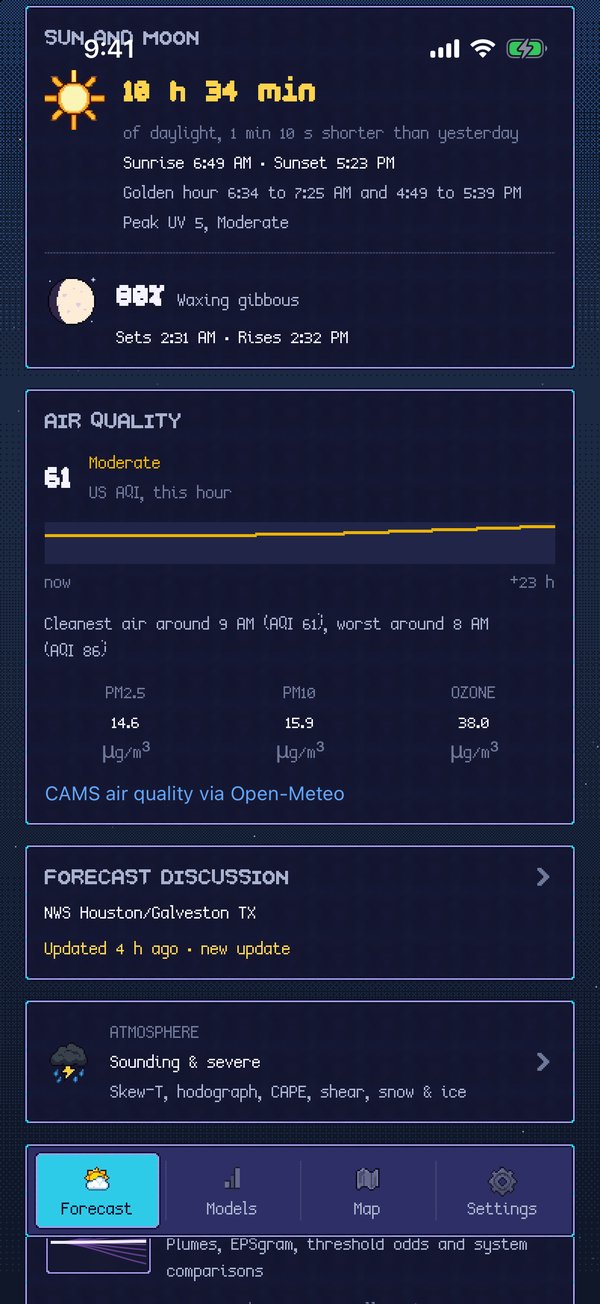 SUN AND MOON
9:41
10 h 34 min
of daylight, 1 min 10 s shorter than yesterday
Sunrise 6:49 AM · Sunset 5:23 PM
Golden hour 6:34 to 7:25 AM and 4:49 to 5:39 PM
Peak UV 5, Moderate
80% Waxing gibbous
Sets 2:31 AM · Rises 2:32 PM
AIR QUALITY
61
Moderate
US AQI, this hour
now
+23 h
Cleanest air around 9 AM (AQI 61), worst around 8 AM
(AQI 86)
PM2.5 PM10 OZONE
14.6 15.9 38.0
µg/m³ µg/m³ µg/m³
CAMS air quality via Open-Meteo
FORECAST DISCUSSION
NWS Houston/Galveston TX
Updated 4 h ago · new update
ATMOSPHERE
Sounding & severe
Skew-T, hodograph, CAPE, shear, snow & ice
Forecast Models Map Settings
Plumes, EPSgram, threshold odds and system
comparisons